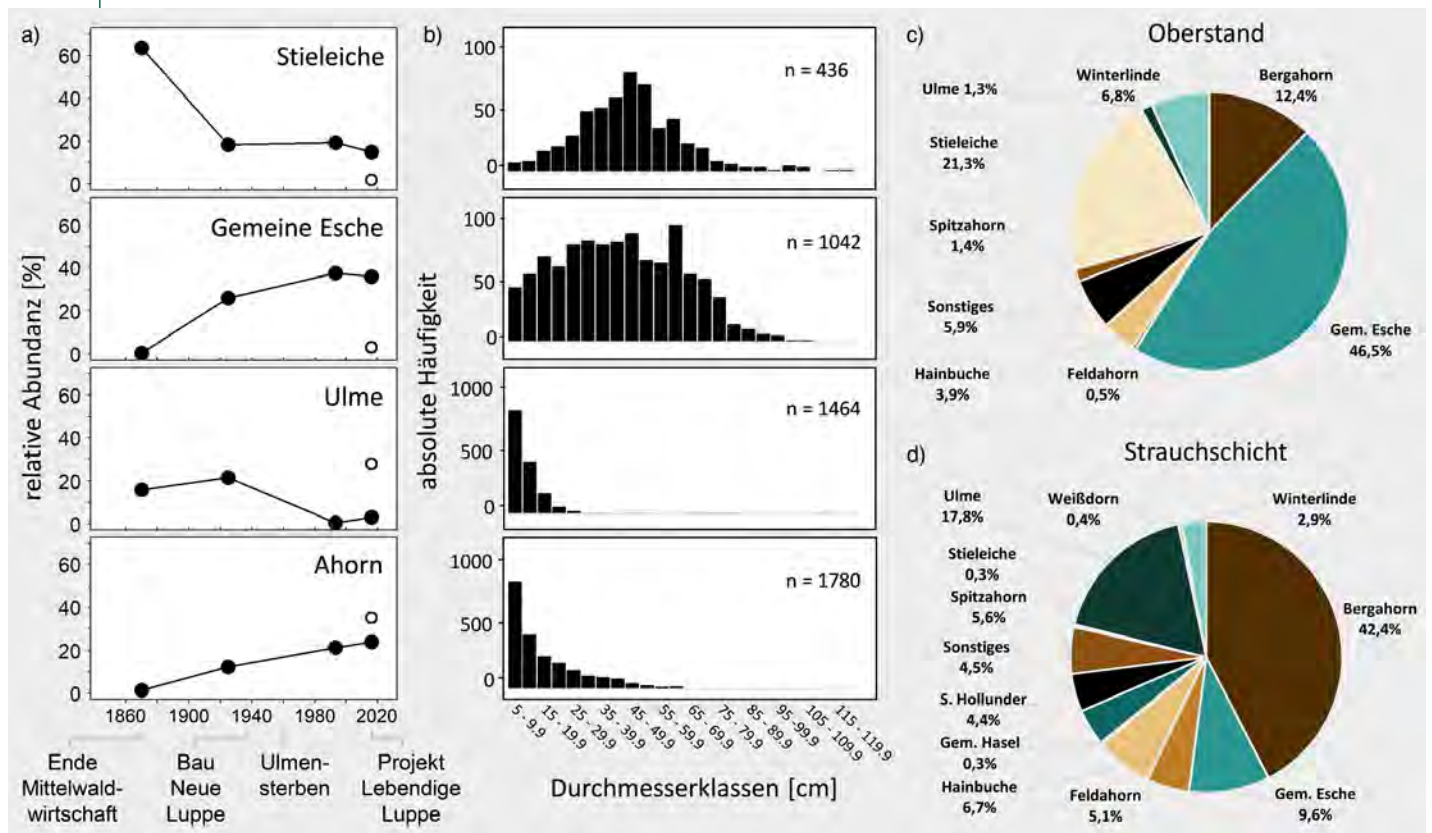 a)
relative Abundanz [%]
Stieleiche
60
40
20
0
Gemeine Esche
60
40
20
0
Ulme
60
40
20
0
Ahorn
60
40
20
0
1860 1900 1940 1980 2020
Ende
Mittelwald-
wirtschaft
Bau
Neue
Luppe
Ulmen-
sterben
Projekt
Lebendige
Luppe
b)
absolute Häufigkeit
100
50
0
n = 436
100
50
0
n = 1042
1000
500
0
n = 1464
1000
500
0
n = 1780
5 - 9.9
15 - 19.9
25 - 29.9
35 - 39.9
45 - 49.9
55 - 59.9
65 - 69.9
75 - 79.9
85 - 89.9
95 - 99.9
105 - 109.9
115 - 119.9
Durchmesserklassen [cm]
c)
Oberstand
Winterlinde
6,8%
Bergahorn
12,4%
Ulme 1,3%
Stieleiche
21,3%
Spitzahorn
1,4%
Sonstiges
5,9%
Hainbuche
3,9%
Feldahorn
0,5%
Gem. Esche
46,5%
d)
Strauchschicht
Ulme
17,8%
Weißdorn
0,4%
Winterlinde
2,9%
Stieleiche
0,3%
Spitzahorn
5,6%
Sonstiges
4,5%
S. Hollunder
4,4%
Gem. Hasel
0,3%
Hainbuche
6,7%
Feldahorn
5,1%
Gem. Esche
9,6%
Bergahorn
42,4%